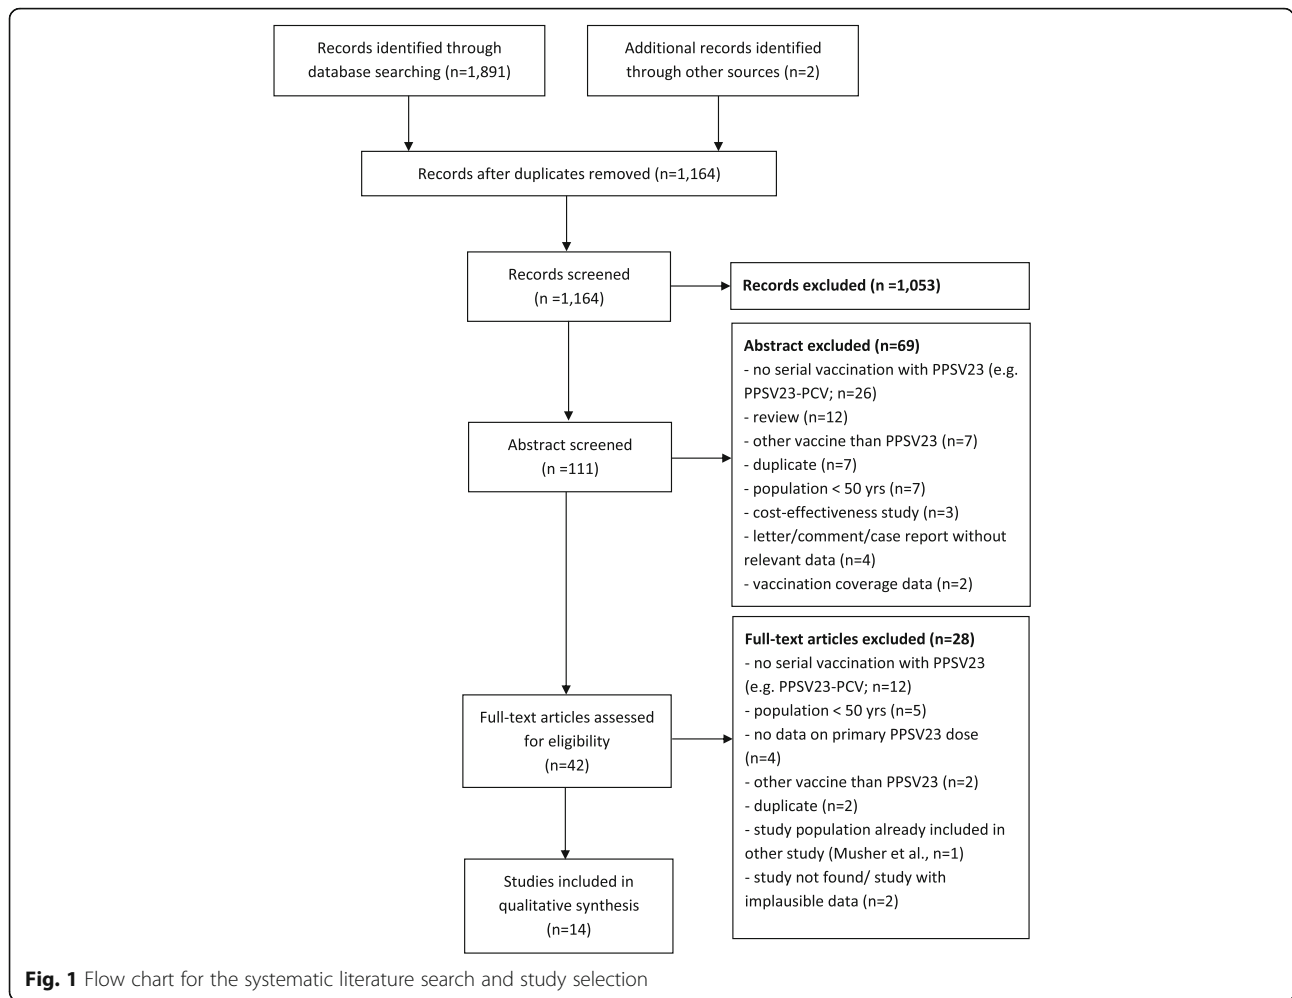 Records identified through
database searching (n=1,891)
Additional records identified
through other sources (n=2)
Records after duplicates removed (n=1,164)
Records screened
(n =1,164)
Records excluded (n =1,053)
Abstract screened
(n =111)
Abstract excluded (n=69)
- no serial vaccination with PPSV23 (e.g.
PPSV23-PCV; n=26)
- review (n=12)
- other vaccine than PPSV23 (n=7)
- duplicate (n=7)
- population < 50 yrs (n=7)
- cost-effectiveness study (n=3)
- letter/comment/case report without
relevant data (n=4)
- vaccination coverage data (n=2)
Full-text articles assessed
for eligibility
(n=42)
Full-text articles excluded (n=28)
- no serial vaccination with PPSV23
(e.g. PPSV23-PCV; n=12)
- population < 50 yrs (n=5)
- no data on primary PPSV23 dose
(n=4)
- other vaccine than PPSV23 (n=2)
- duplicate (n=2)
- study population already included in
other study (Musher et al., n=1)
- study not found/ study with
implausible data (n=2)
Studies included in
qualitative synthesis
(n=14)
Fig. 1 Flow chart for the systematic literature search and study selection